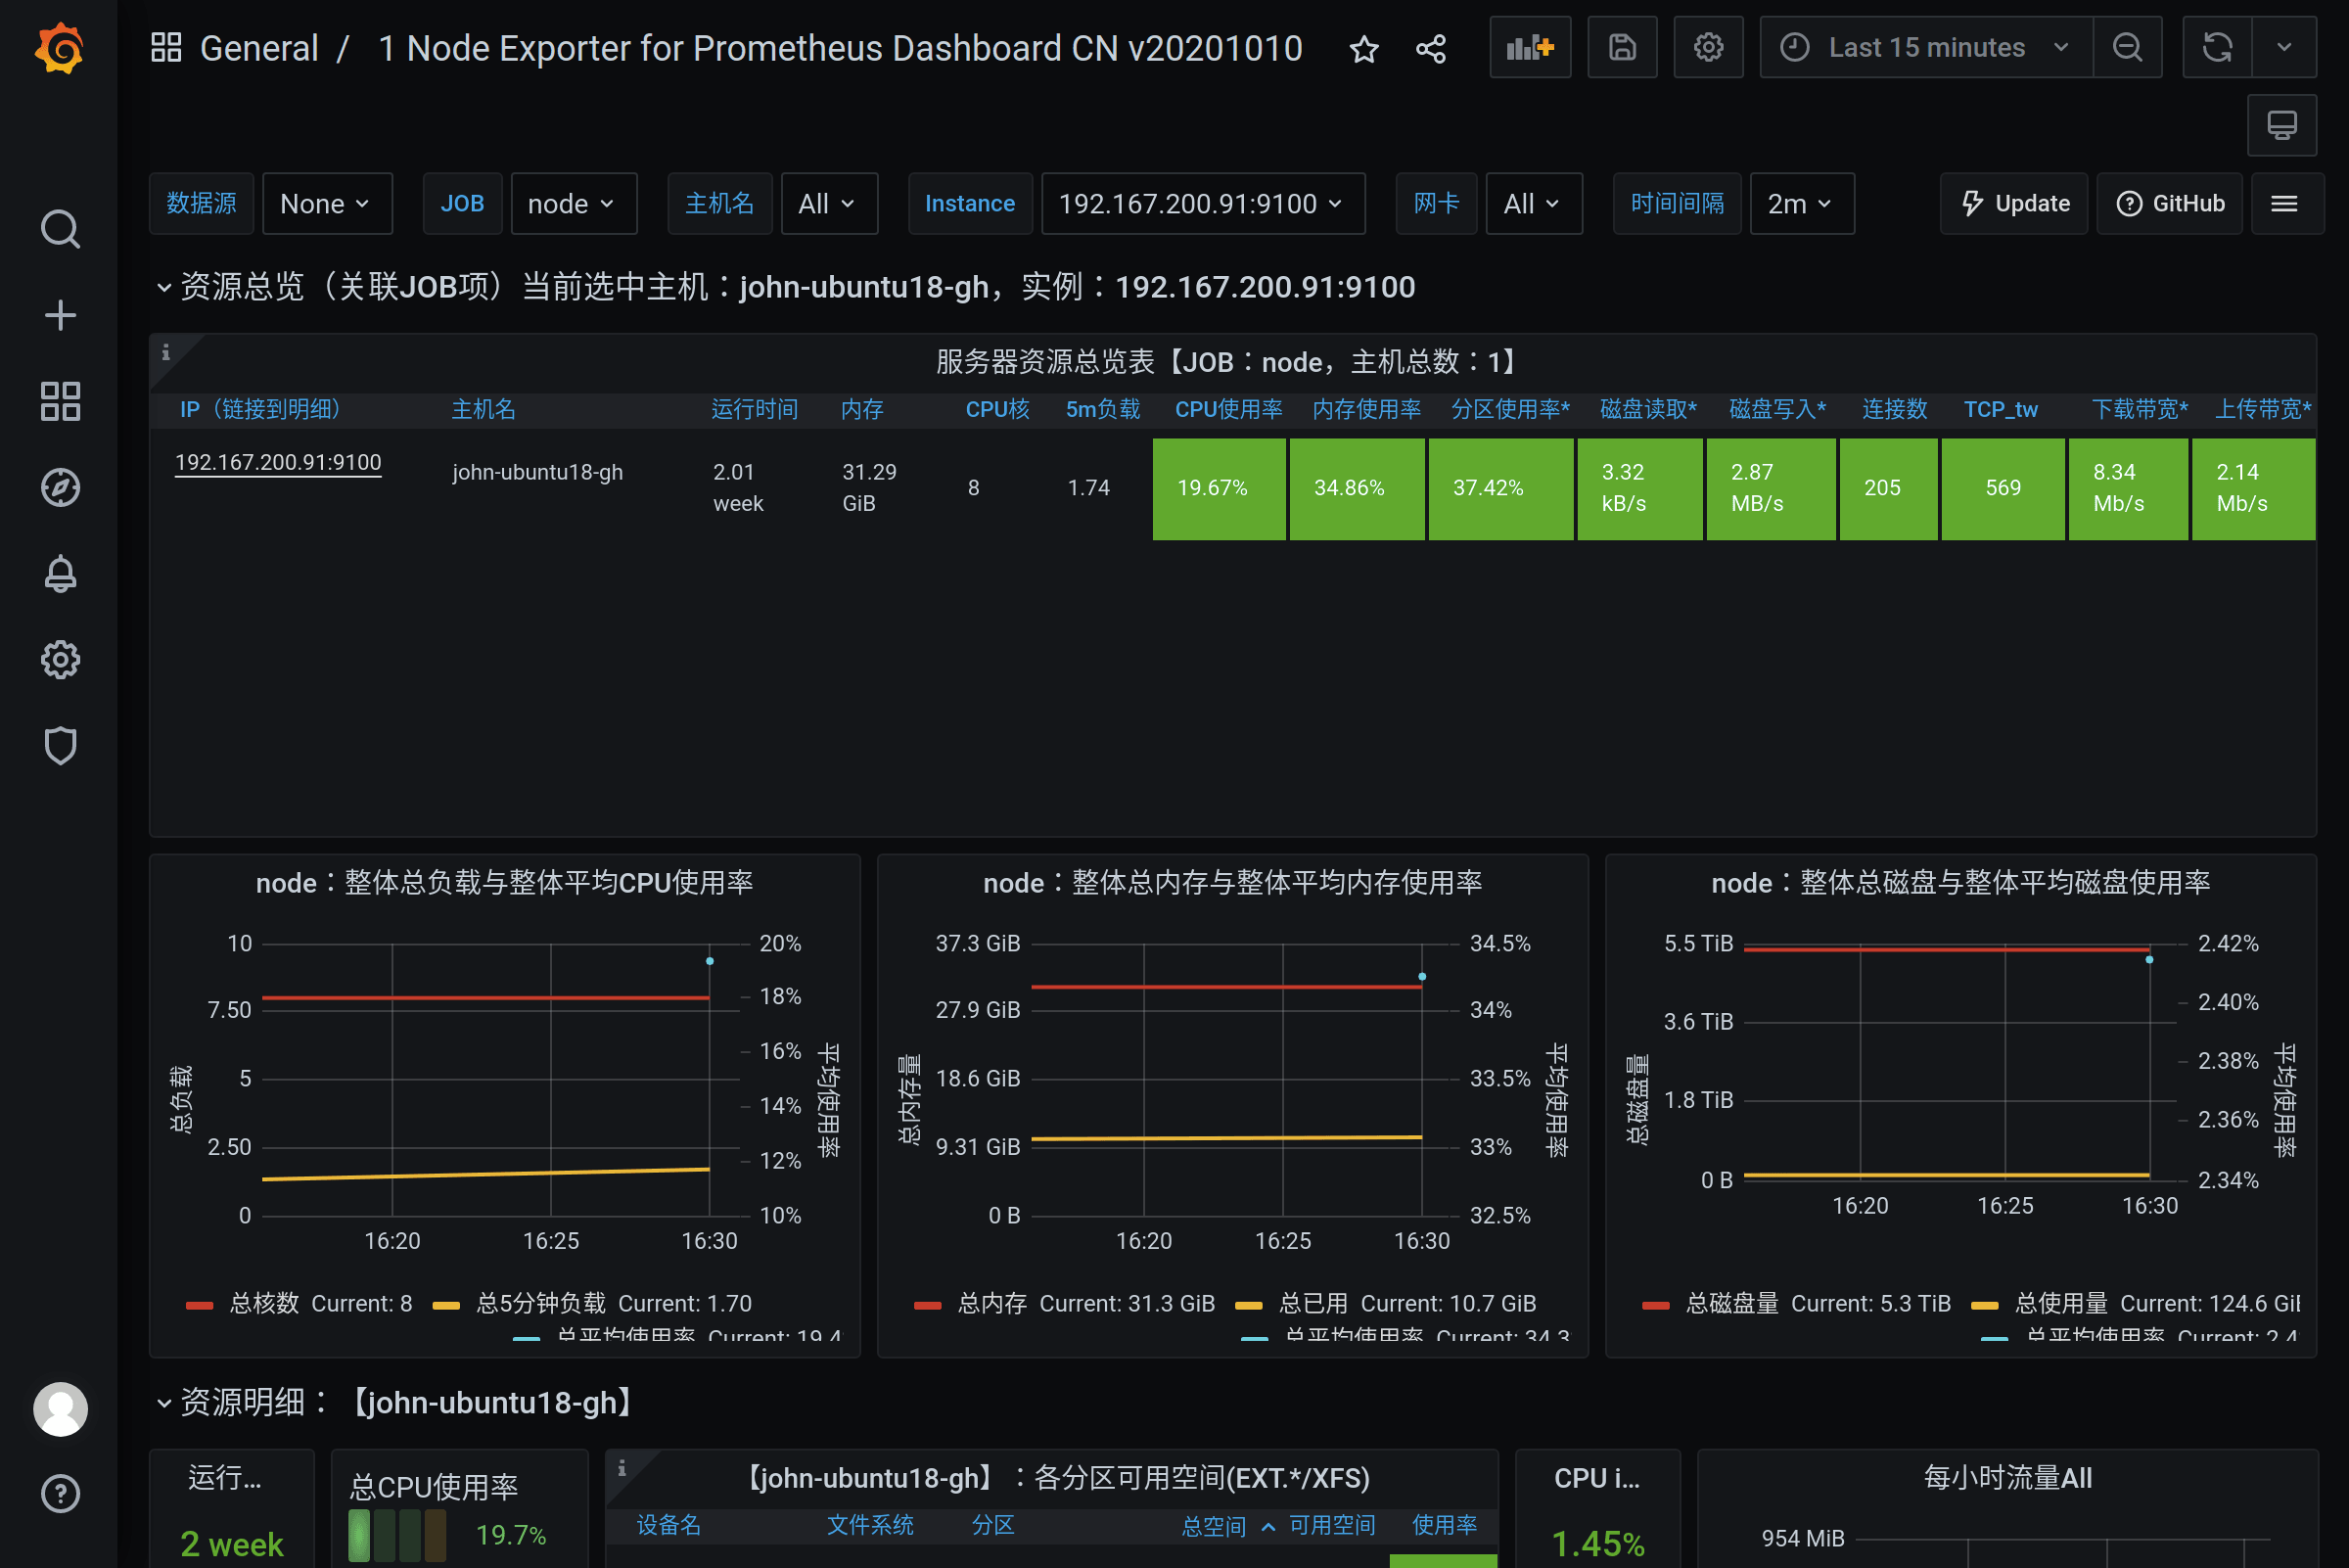 General / 1 Node Exporter for Prometheus Dashboard CN v20201010
Last 15 minutes
数据源 None JOB node 主机名 All Instance 192.167.200.91:9100 网卡 All 时间间隔 2m Update GitHub
资源总览（关联JOB项）当前选中主机：john-ubuntu18-gh，实例：192.167.200.91:9100
服务器资源总览表【JOB：node，主机总数：1】
IP（链接到明细） 主机名 运行时间 内存 CPU核 5m负载 CPU使用率 内存使用率 分区使用率* 磁盘读取* 磁盘写入* 连接数 TCP_tw 下载带宽* 上传带宽*
192.167.200.91:9100 john-ubuntu18-gh 2.01 week 31.29 GiB 8 1.74 19.67% 34.86% 37.42% 3.32 kB/s 2.87 MB/s 205 569 8.34 Mb/s 2.14 Mb/s
node：整体总负载与整体平均CPU使用率
10
7.50
5
2.50
0
总负载
20%
18%
16%
14%
12%
10%
平均使用率
16:20 16:25 16:30
总核数 Current: 8 总5分钟负载 Current: 1.70
总平均使用率 Current: 19.4
node：整体总内存与整体平均内存使用率
37.3 GiB
27.9 GiB
18.6 GiB
9.31 GiB
0 B
总内存量
34.5%
34%
33.5%
33%
32.5%
平均使用率
16:20 16:25 16:30
总内存 Current: 31.3 GiB 总已用 Current: 10.7 GiB
总平均使用率 Current: 34.3
node：整体总磁盘与整体平均磁盘使用率
5.5 TiB
3.6 TiB
1.8 TiB
0 B
总磁盘量
2.42%
2.40%
2.38%
2.36%
2.34%
平均使用率
16:20 16:25 16:30
总磁盘量 Current: 5.3 TiB 总使用量 Current: 124.6 GiB
总平均使用率 Current: 2.4
资源明细：【john-ubuntu18-gh】
运行...
2 week
总CPU使用率
19.7%
【john-ubuntu18-gh】：各分区可用空间(EXT.*/XFS)
设备名 文件系统 分区 总空间 可用空间 使用率
CPU i...
1.45%
每小时流量All
954 MiB